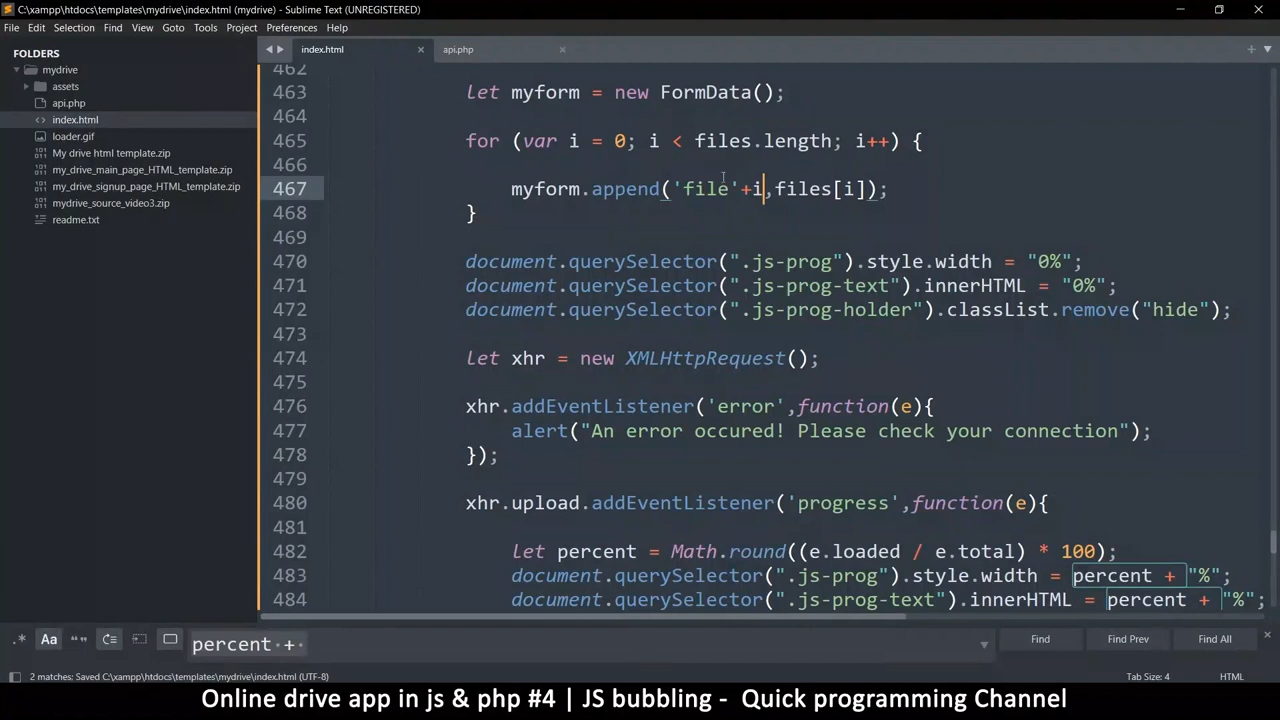 C:\xampp\htdocs\templates\mydrive\index.html (mydrive) - Sublime Text (UNREGISTERED)
File Edit Selection Find View Goto Tools Project Preferences Help
FOLDERS
mydrive
assets
api.php
index.html
loader.gif
My drive html template.zip
my_drive_main_page_HTML_template.zip
my_drive_signup_page_HTML_template.zip
mydrive_source_video3.zip
readme.txt
index.html api.php
462
463 let myform = new FormData();
464
465 for (var i = 0; i < files.length; i++) {
466
467 myform.append('file'+i,files[i]);
468 }
469
470 document.querySelector(".js-prog").style.width = "0%";
471 document.querySelector(".js-prog-text").innerHTML = "0%";
472 document.querySelector(".js-prog-holder").classList.remove("hide");
473
474 let xhr = new XMLHttpRequest();
475
476 xhr.addEventListener('error',function(e){
477 alert("An error occured! Please check your connection");
478 });
479
480 xhr.upload.addEventListener('progress',function(e){
481
482 let percent = Math.round((e.loaded / e.total) * 100);
483 document.querySelector(".js-prog").style.width = percent + "%";
484 document.querySelector(".js-prog-text").innerHTML = percent + "%";
.* Aa “” percent + Find Find Prev Find All
2 matches: Saved C:\xampp\htdocs\templates\mydrive\index.html (UTF-8) Tab Size: 4 HTML
Online drive app in js & php #4 | JS bubbling - Quick programming Channel